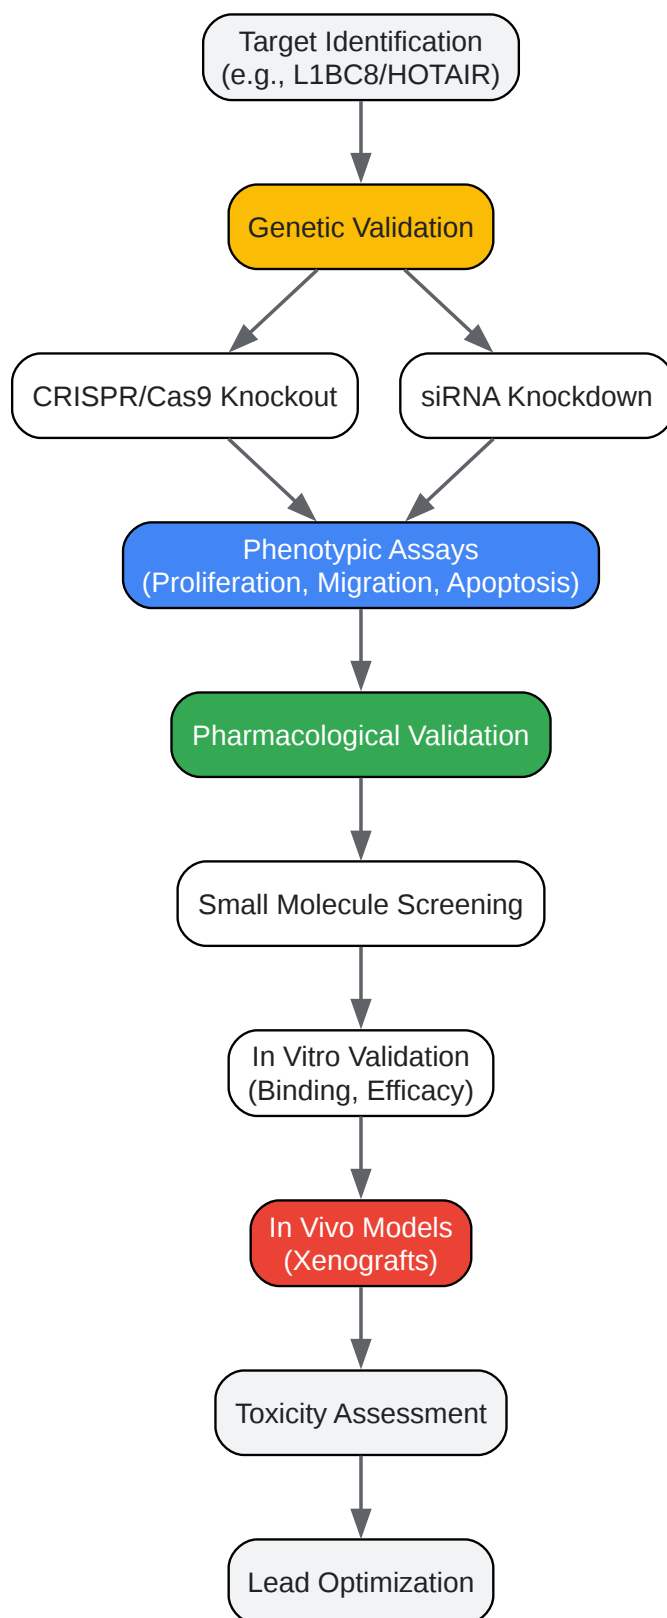 Target Identification
(e.g., L1BC8/HOTAIR)
Genetic Validation
CRISPR/Cas9 Knockout
siRNA Knockdown
Phenotypic Assays
(Proliferation, Migration, Apoptosis)
Pharmacological Validation
Small Molecule Screening
In Vitro Validation
(Binding, Efficacy)
In Vivo Models
(Xenografts)
Toxicity Assessment
Lead Optimization